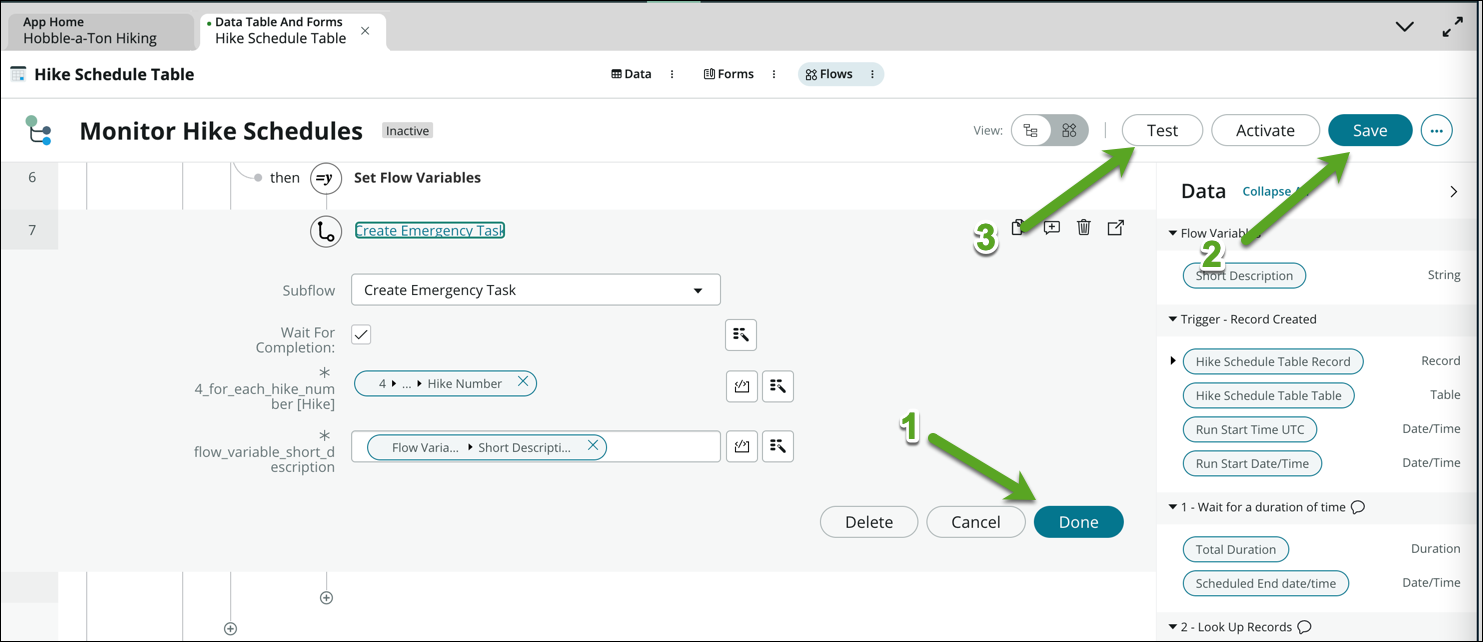 App Home
Hobble-a-Ton Hiking
Data Table And Forms
Hike Schedule Table
Hike Schedule Table
Data
Forms
Flows
Monitor Hike Schedules
Inactive
View:
Test
Activate
Save
6
then
=y
Set Flow Variables
7
Create Emergency Task
Subflow
Create Emergency Task
Wait For
Completion:
*
4_for_each_hike_num
ber [Hike]
4 ... Hike Number
*
flow_variable_short_d
escription
Flow Varia... Short Descripti...
Delete
Cancel
Done
1
2
3
Data
Collapse
Flow Variab
Short Description
String
Trigger - Record Created
Hike Schedule Table Record
Record
Hike Schedule Table Table
Table
Run Start Time UTC
Date/Time
Run Start Date/Time
Date/Time
1 - Wait for a duration of time
Total Duration
Duration
Scheduled End date/time
Date/Time
2 - Look Up Records